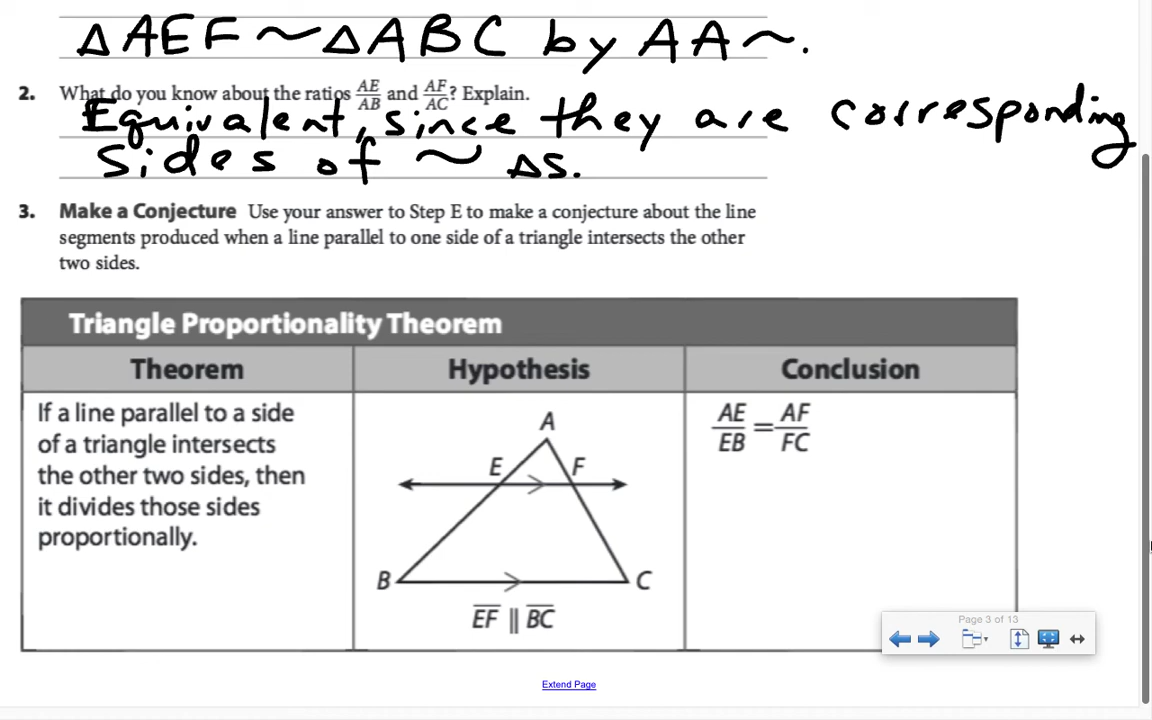 △AEF ~ △ABC by AA~.
2. What do you know about the ratios AE/AB and AF/AC? Explain.
Equivalent, since they are corresponding
sides of ~ △s.
3. Make a Conjecture Use your answer to Step E to make a conjecture about the line
segments produced when a line parallel to one side of a triangle intersects the other
two sides.
Triangle Proportionality Theorem
Theorem
Hypothesis
Conclusion
If a line parallel to a side
of a triangle intersects
the other two sides, then
it divides those sides
proportionally.
A
E F
B C
EF || BC
AE/EB = AF/FC
Page 3 of 13
Extend Page